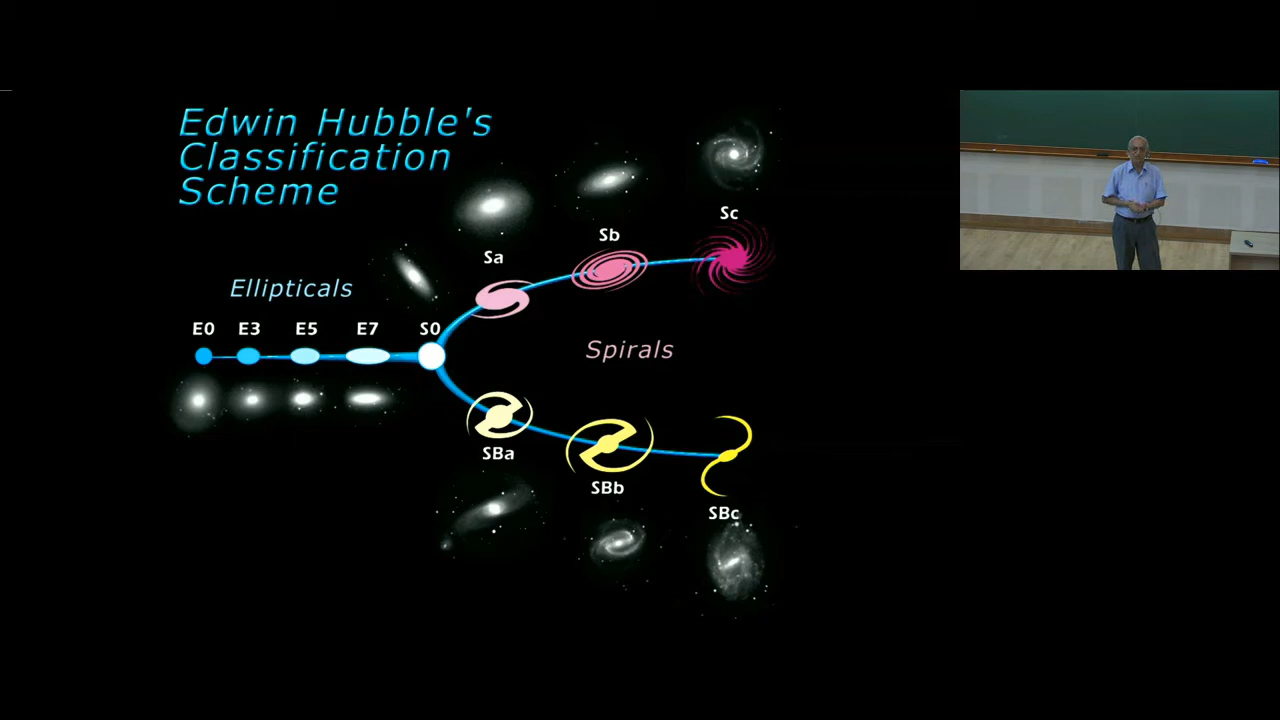 Edwin Hubble's
Classification
Scheme
Sc
Sb
Sa
Ellipticals
E0 E3 E5 E7 S0
Spirals
SBa
SBb
SBc